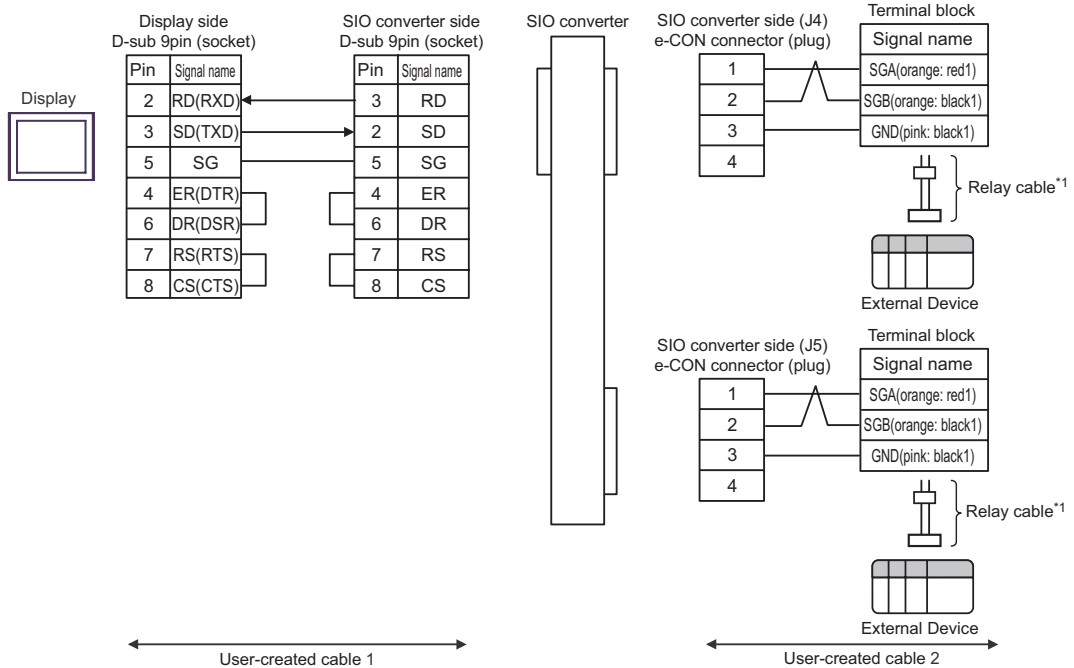 Display
Display side
D-sub 9pin (socket)
Pin Signal name
2 RD(RXD)
3 SD(TXD)
5 SG
4 ER(DTR)
6 DR(DSR)
7 RS(RTS)
8 CS(CTS)
SIO converter side
D-sub 9pin (socket)
Pin Signal name
3 RD
2 SD
5 SG
4 ER
6 DR
7 RS
8 CS
User-created cable 1
SIO converter
SIO converter side (J4)
e-CON connector (plug)
1
2
3
4
Terminal block
Signal name
SGA(orange: red1)
SGB(orange: black1)
GND(pink: black1)
Relay cable*1
External Device
SIO converter side (J5)
e-CON connector (plug)
1
2
3
4
Terminal block
Signal name
SGA(orange: red1)
SGB(orange: black1)
GND(pink: black1)
Relay cable*1
External Device
User-created cable 2